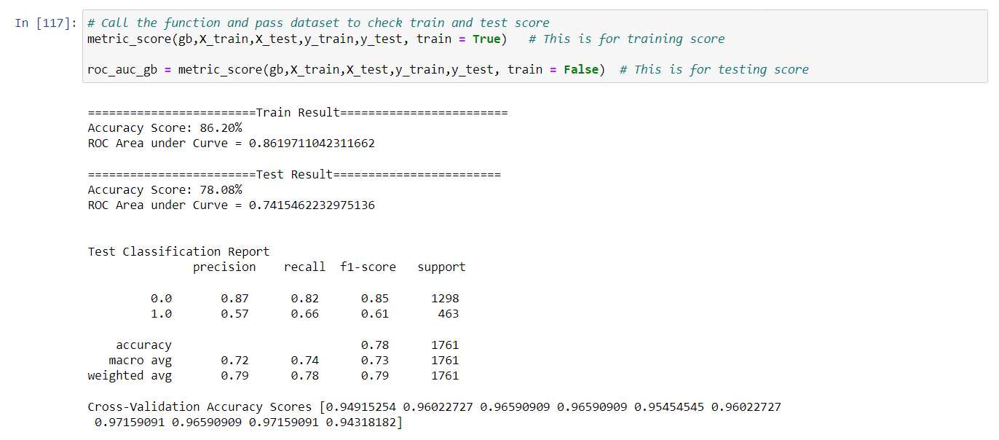 In [117]: # Call the function and pass dataset to check train and test score
metric_score(gb,X_train,X_test,y_train,y_test, train = True)   # This is for training score
roc_auc_gb = metric_score(gb,X_train,X_test,y_train,y_test, train = False)  # This is for testing score
========================Train Result========================
Accuracy Score: 86.20%
ROC Area under Curve = 0.8619711042311662
========================Test Result========================
Accuracy Score: 78.08%
ROC Area under Curve = 0.7415462232975136
Test Classification Report
precision    recall  f1-score   support
0.0       0.87      0.82      0.85      1298
1.0       0.57      0.66      0.61       463
accuracy                           0.78      1761
macro avg       0.72      0.74      0.73      1761
weighted avg       0.79      0.78      0.79      1761
Cross-Validation Accuracy Scores [0.94915254 0.96022727 0.96590909 0.96590909 0.95454545 0.96022727
0.97159091 0.96590909 0.97159091 0.94318182]